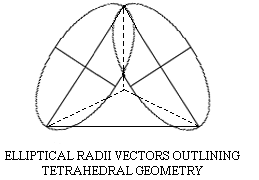 ELLIPTICAL RADII VECTORS OUTLINING
TETRAHEDRAL GEOMETRY